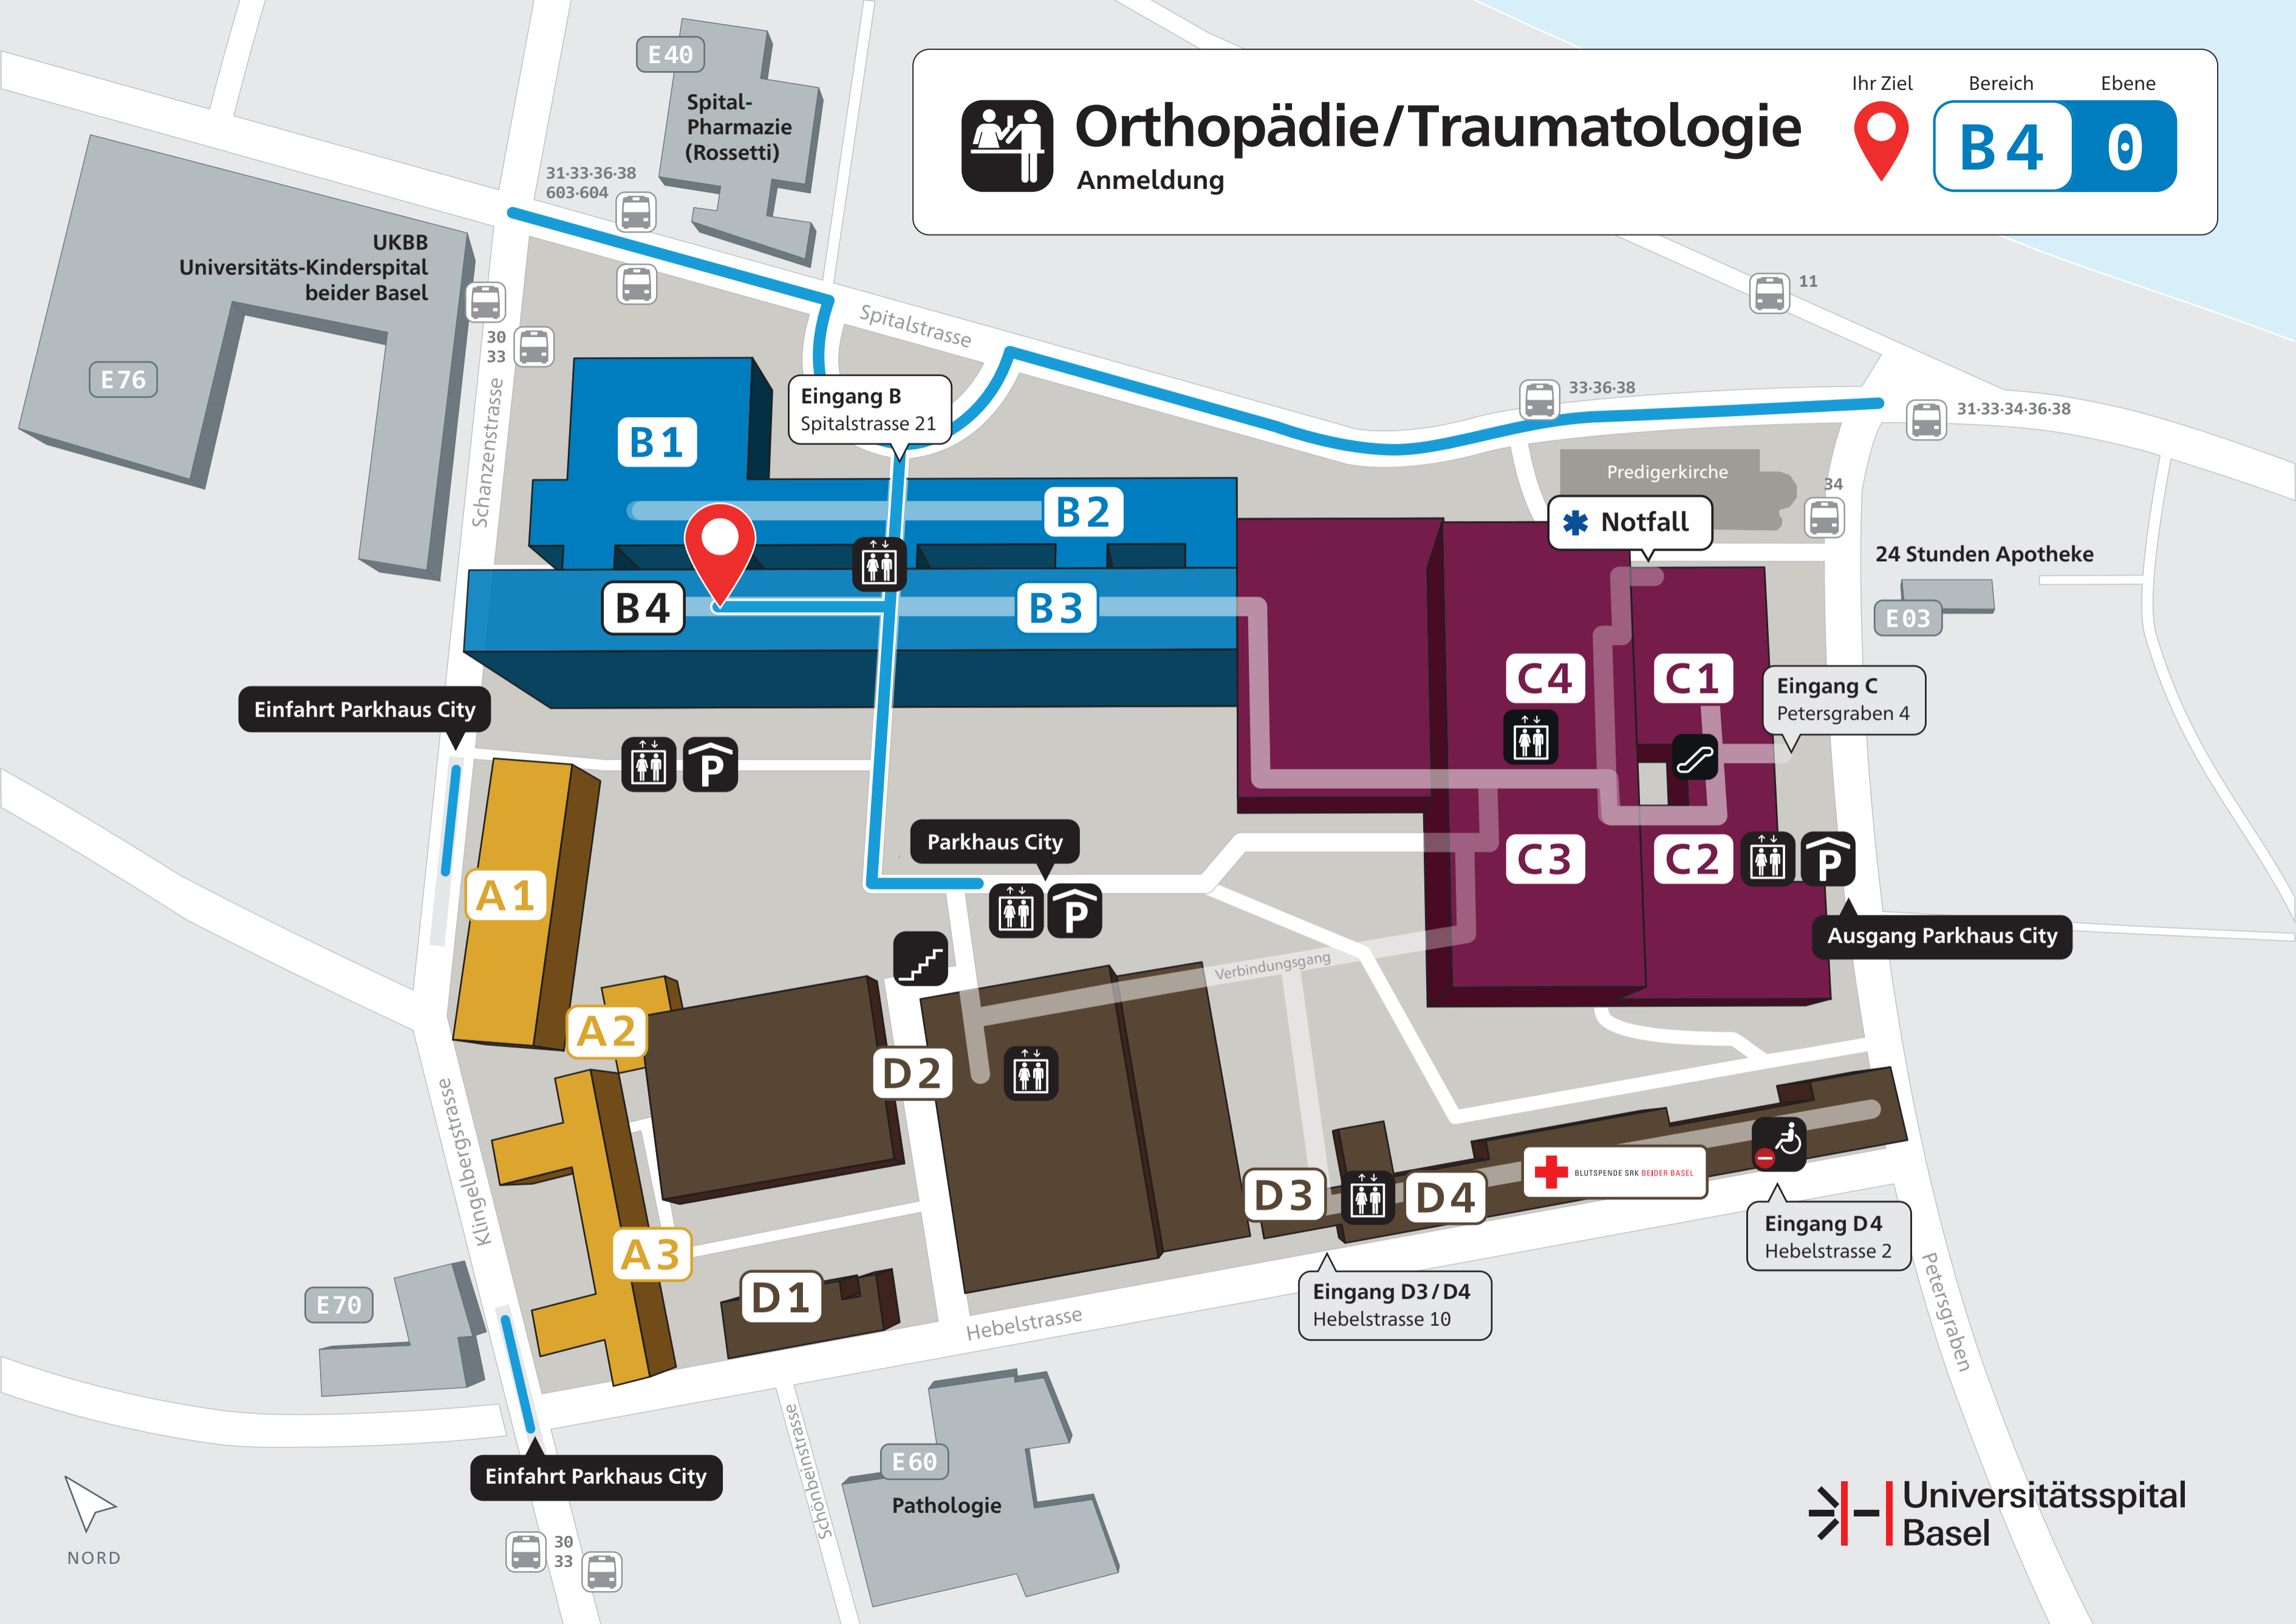 Orthopädie/Traumatologie
Anmeldung
Ihr Ziel
Bereich
Ebene
B4
0
E40
Spital-
Pharmazie
(Rossetti)
31·33·36·38
603·604
UKBB
Universitäts-Kinderspital
beider Basel
E76
30
33
Schanzenstrasse
Spitalstrasse
11
33·36·38
31·33·34·36·38
Eingang B
Spitalstrasse 21
B1
B2
Predigerkirche
34
Notfall
24 Stunden Apotheke
E03
B4
B3
C4
C1
Eingang C
Petersgraben 4
Einfahrt Parkhaus City
P
Parkhaus City
P
C3
C2
P
Ausgang Parkhaus City
A1
Verbindungsgang
A2
D2
Klingelbergstrasse
A3
D1
D3
D4
BLUTSPENDE SRK BEIDER BASEL
Eingang D4
Hebelstrasse 2
Eingang D3/D4
Hebelstrasse 10
Petersgraben
E70
Hebelstrasse
Schönbeinstrasse
E60
Pathologie
Einfahrt Parkhaus City
30
33
NORD
Universitätsspital
Basel